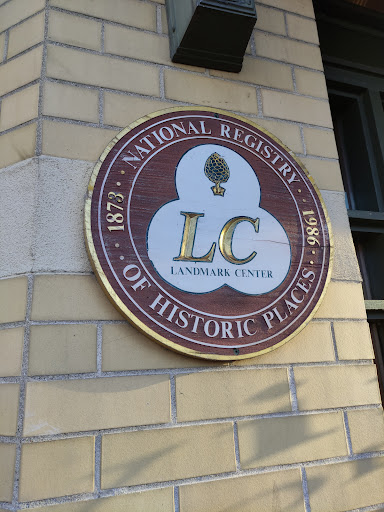 NATIONAL REGISTRY
OF HISTORIC PLACES
1873
1986
LC
LANDMARK CENTER